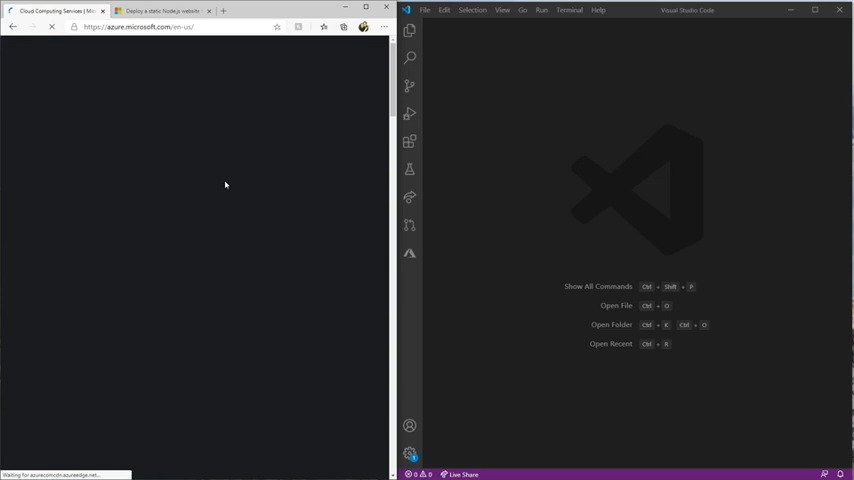 Cloud Computing Services | Mic
Deploy a static Node.js website
https://azure.microsoft.com/en-us/
Waiting for azurecomcdn.azureedge.net...
File Edit Selection View Go Run Terminal Help
Visual Studio Code
Show All Commands Ctrl + Shift + P
Open File Ctrl + O
Open Folder Ctrl + K Ctrl + O
Open Recent Ctrl + R
1
0 0 Live Share